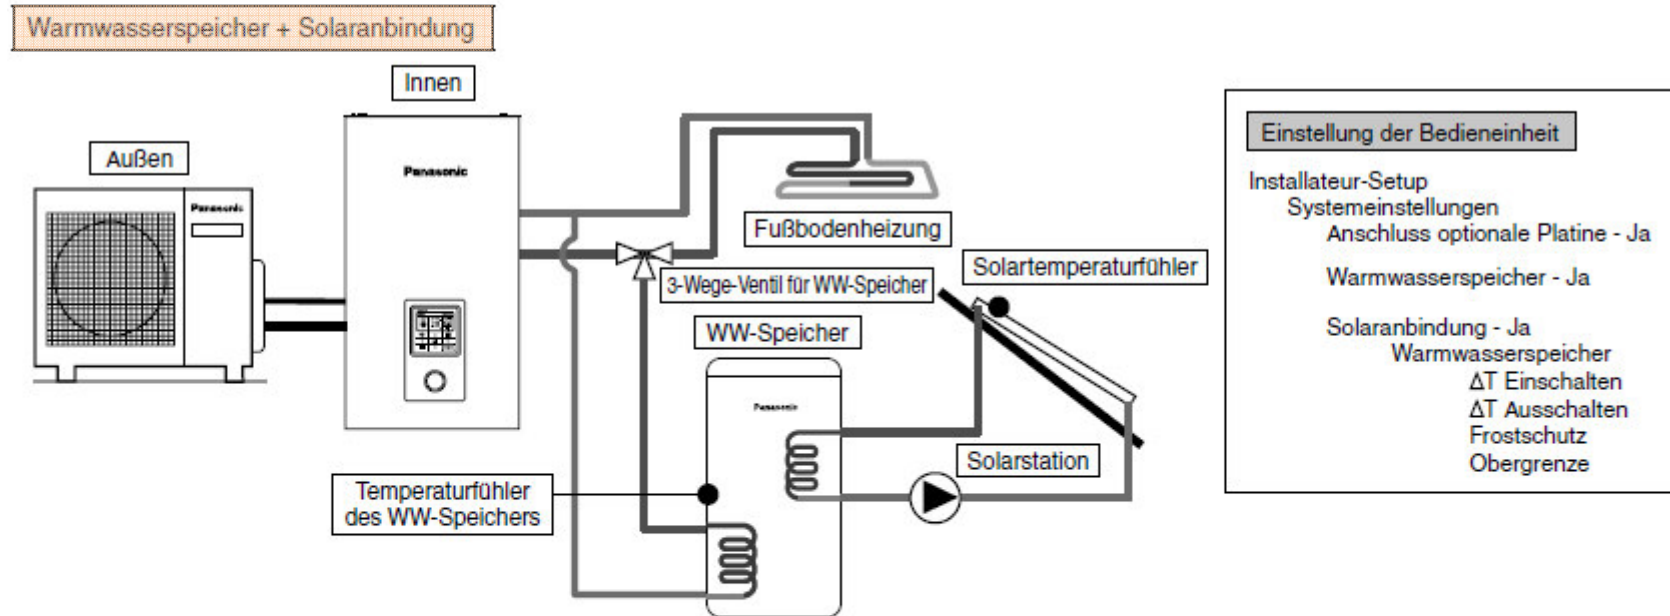 Warmwasserspeicher + Solaranbindung
Innen
Außen
Panasonic
Panasonic
Fußbodenheizung
Solartemperaturfühler
3-Wege-Ventil für WW-Speicher
WW-Speicher
Panasonic
Solarstation
Temperaturfühler
des WW-Speichers
Einstellung der Bedieneinheit
Installateur-Setup
Systemeinstellungen
Anschluss optionale Platine - Ja
Warmwasserspeicher - Ja
Solaranbindung - Ja
Warmwasserspeicher
ΔT Einschalten
ΔT Ausschalten
Frostschutz
Obergrenze